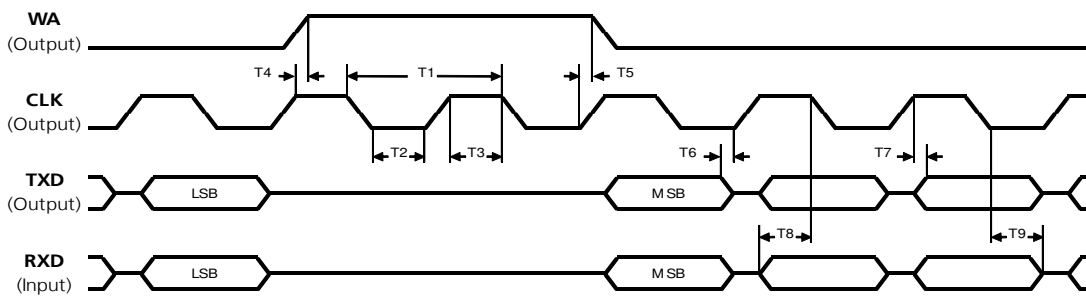 WA
(Output)
T4
T1
T5
CLK
(Output)
T2
T3
T6
T7
TXD
(Output)
LSB
MSB
T8
T9
RXD
(Input)
LSB
MSB